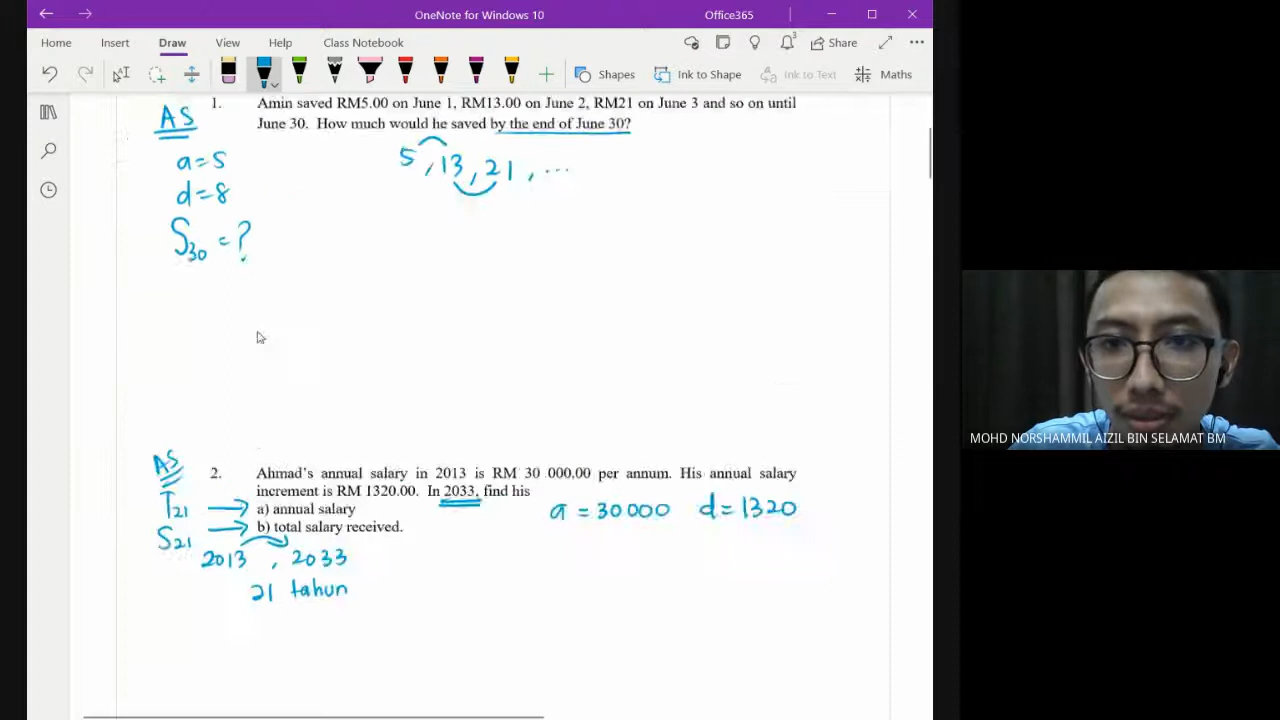 OneNote for Windows 10
Office365
Home Insert Draw View Help Class Notebook
3
Share
Shapes
Ink to Shape
Ink to Text
Maths
1. Amin saved RM5.00 on June 1, RM13.00 on June 2, RM21 on June 3 and so on until
June 30. How much would he saved by the end of June 30?
AS
a=5
d=8
S30 = ?
5, 13, 21, ...
AS
2. Ahmad's annual salary in 2013 is RM 30 000.00 per annum. His annual salary
increment is RM 1320.00. In 2033, find his
a) annual salary
b) total salary received.
T21
S21
a = 30000 d = 1320
2013, 2033
21 tahun
MOHD NORSHAMMIL AIZIL BIN SELAMAT BM